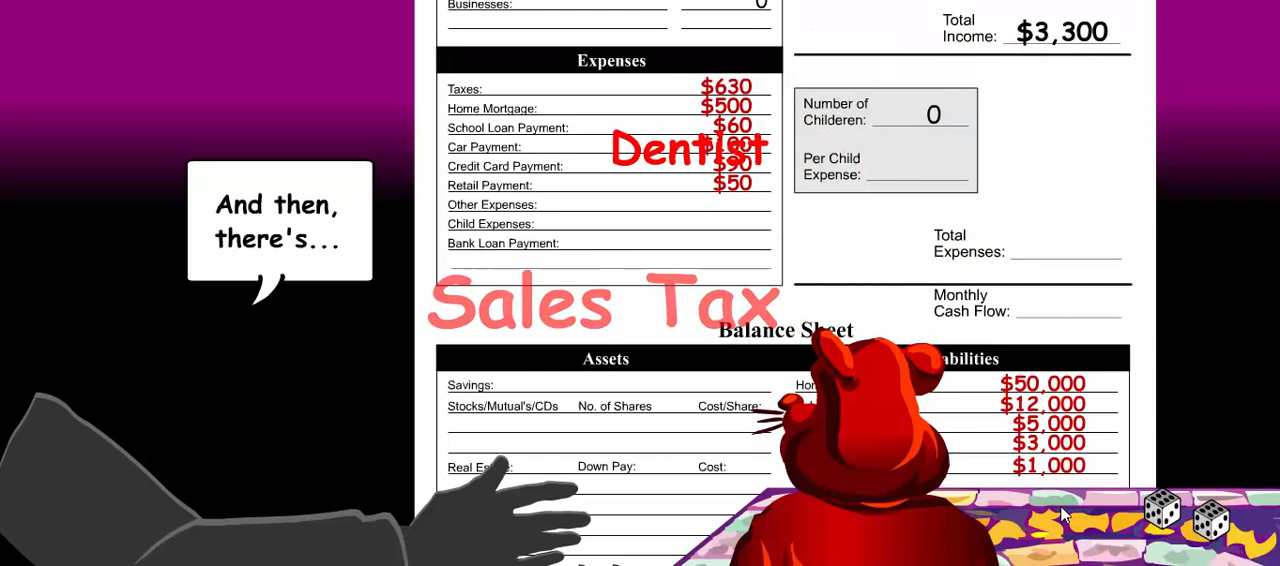 Businesses: 0
Total Income: $3,300
Expenses
Taxes: $630
Home Mortgage: $500
School Loan Payment: $60
Car Payment:
Dentist
Credit Card Payment: $90
Retail Payment: $50
Other Expenses:
Child Expenses:
Bank Loan Payment:
Number of Childeren: 0
Per Child Expense:
And then,
there's...
Total Expenses:
Monthly Cash Flow:
Sales Tax
Balance Sheet
Assets
Savings:
Stocks/Mutual's/CDs No. of Shares Cost/Share:
Down Pay: Cost:
$50,000
$12,000
$5,000
$3,000
$1,000